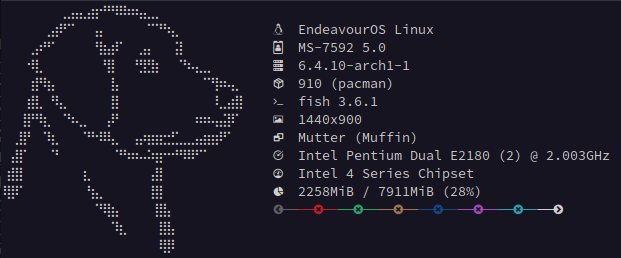 EndeavourOS Linux
MS-7592 5.0
6.4.10-arch1-1
910 (pacman)
fish 3.6.1
1440x900
Mutter (Muffin)
Intel Pentium Dual E2180 (2) @ 2.003GHz
Intel 4 Series Chipset
2258MiB / 7911MiB (28%)